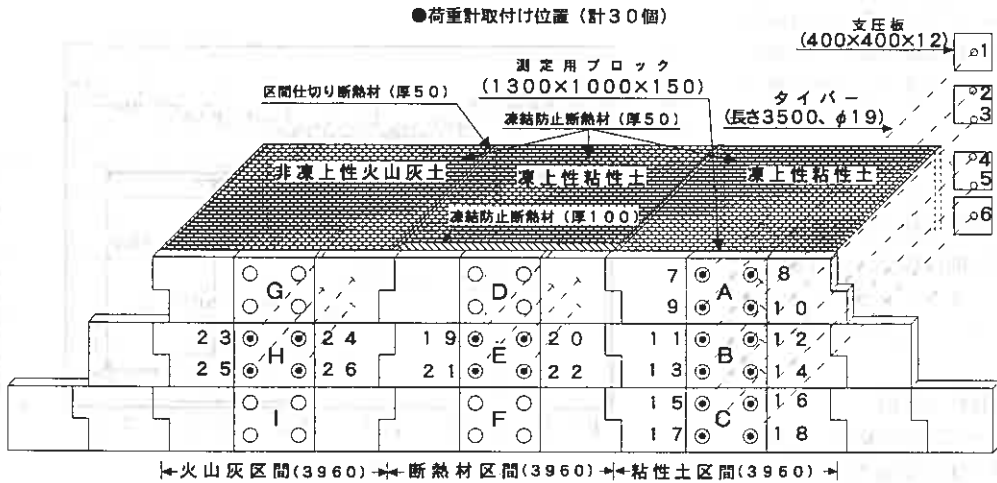 ●荷重計取付け位置 (計30個)
支圧板
(400×400×12)
1
測定用ブロック
(1300×1000×150)
区間仕切り断熱材 (厚50)
タイバー
(長さ3500、φ19)
2
3
凍結防止断熱材 (厚50)
4
5
非凍上性火山灰土
凍上性粘性土
凍上性粘性土
6
凍結防止断熱材 (厚100)
G
D
7
A
8
9
10
23
H
24
19
E
20
11
B
12
25
26
21
22
13
14
I
F
15
C
16
17
18
火山灰区間(3960)
断熱材区間(3960)
粘性土区間(3960)